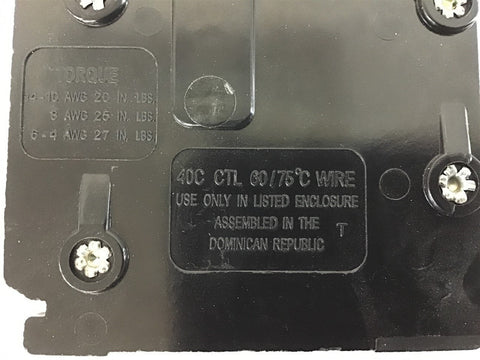 TORQUE
14-10 AWG 20 IN. LBS.
8 AWG 25 IN. LBS.
6-4 AWG 27 IN. LBS.
40C CTL 60/75°C WIRE
USE ONLY IN LISTED ENCLOSURE
ASSEMBLED IN THE
DOMINICAN REPUBLIC T